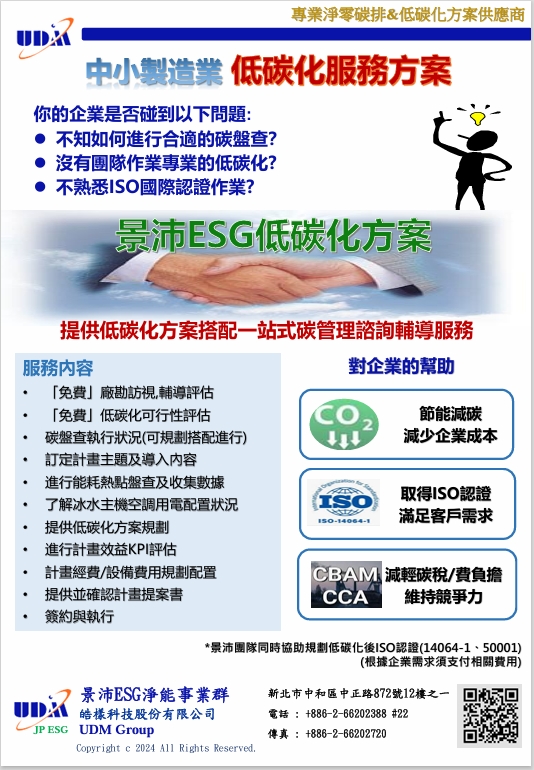 專業淨零碳排&低碳化方案供應商
UDM
中小製造業 低碳化服務方案
你的企業是否碰到以下問題:
● 不知如何進行合適的碳盤查?
● 沒有團隊作業專業的低碳化?
● 不熟悉ISO國際認證作業?
景沛ESG低碳化方案
提供低碳化方案搭配一站式碳管理諮詢輔導服務
服務內容
• 「免費」廠勘訪視,輔導評估
• 「免費」低碳化可行性評估
• 碳盤查執行狀況(可規劃搭配進行)
• 訂定計畫主題及導入內容
• 進行能耗熱點盤查及收集數據
• 了解冰水主機空調用電配置狀況
• 提供低碳化方案規劃
• 進行計畫效益KPI評估
• 計畫經費/設備費用規劃配置
• 提供並確認計畫提案書
• 簽約與執行
對企業的幫助
CO2
節能減碳
減少企業成本
International Organization for Standardization
ISO
ISO-14064-1
取得ISO認證
滿足客戶需求
CBAM
CCA
減輕碳稅/費負擔
維持競爭力
*景沛團隊同時協助規劃低碳化後ISO認證(14064-1、50001)
(根據企業需求須支付相關費用)
UDM
JP ESG
景沛ESG淨能事業群
皓樣科技股份有限公司
UDM Group
Copyright c 2024 All Rights Reserved.
新北市中和區中正路872號12樓之一
電話 : +886-2-66202388 #22
傳真 : +886-2-66202720